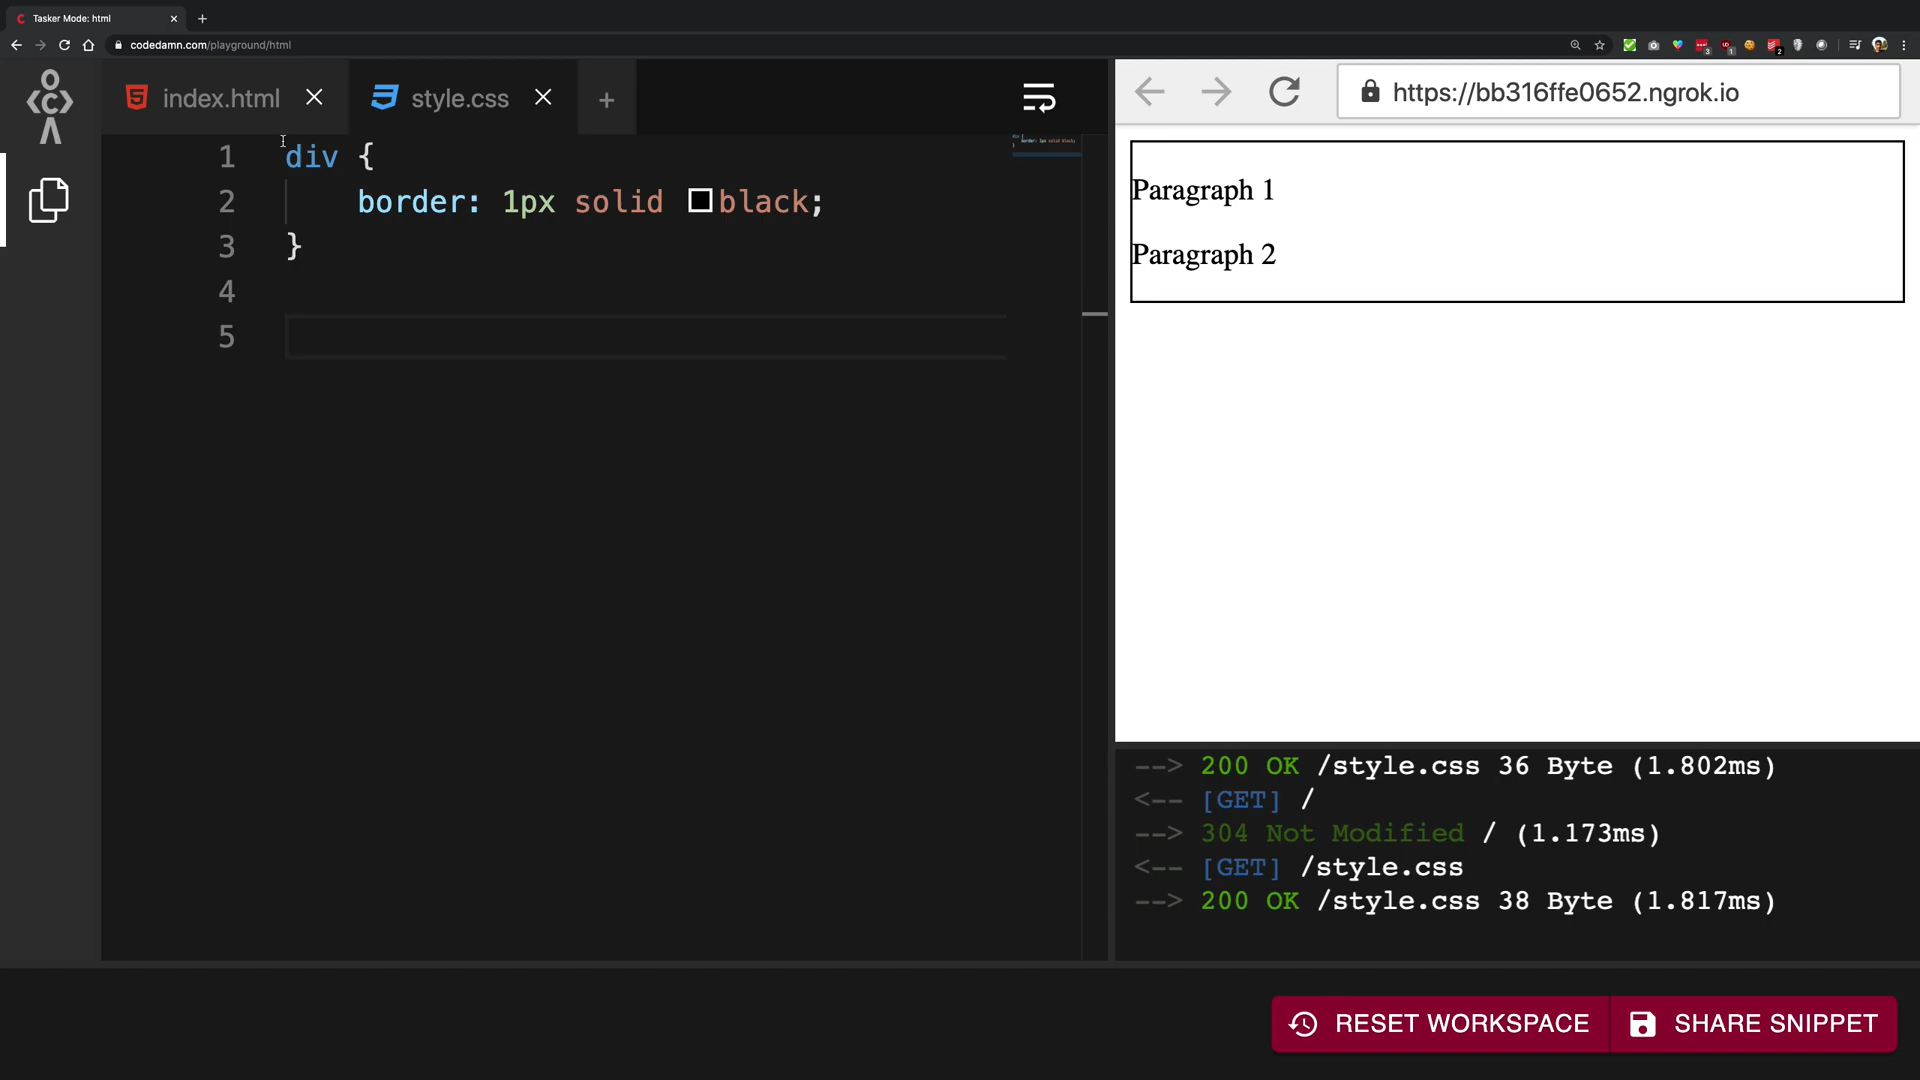 Tasker Mode: html
codedamn.com/playground/html
index.html
style.css
https://bb316ffe0652.ngrok.io
1 div {
2 border: 1px solid black;
3 }
4
5
Paragraph 1
Paragraph 2
--> 200 OK /style.css 36 Byte (1.802ms)
<-- [GET] /
--> 304 Not Modified / (1.173ms)
<-- [GET] /style.css
--> 200 OK /style.css 38 Byte (1.817ms)
RESET WORKSPACE
SHARE SNIPPET